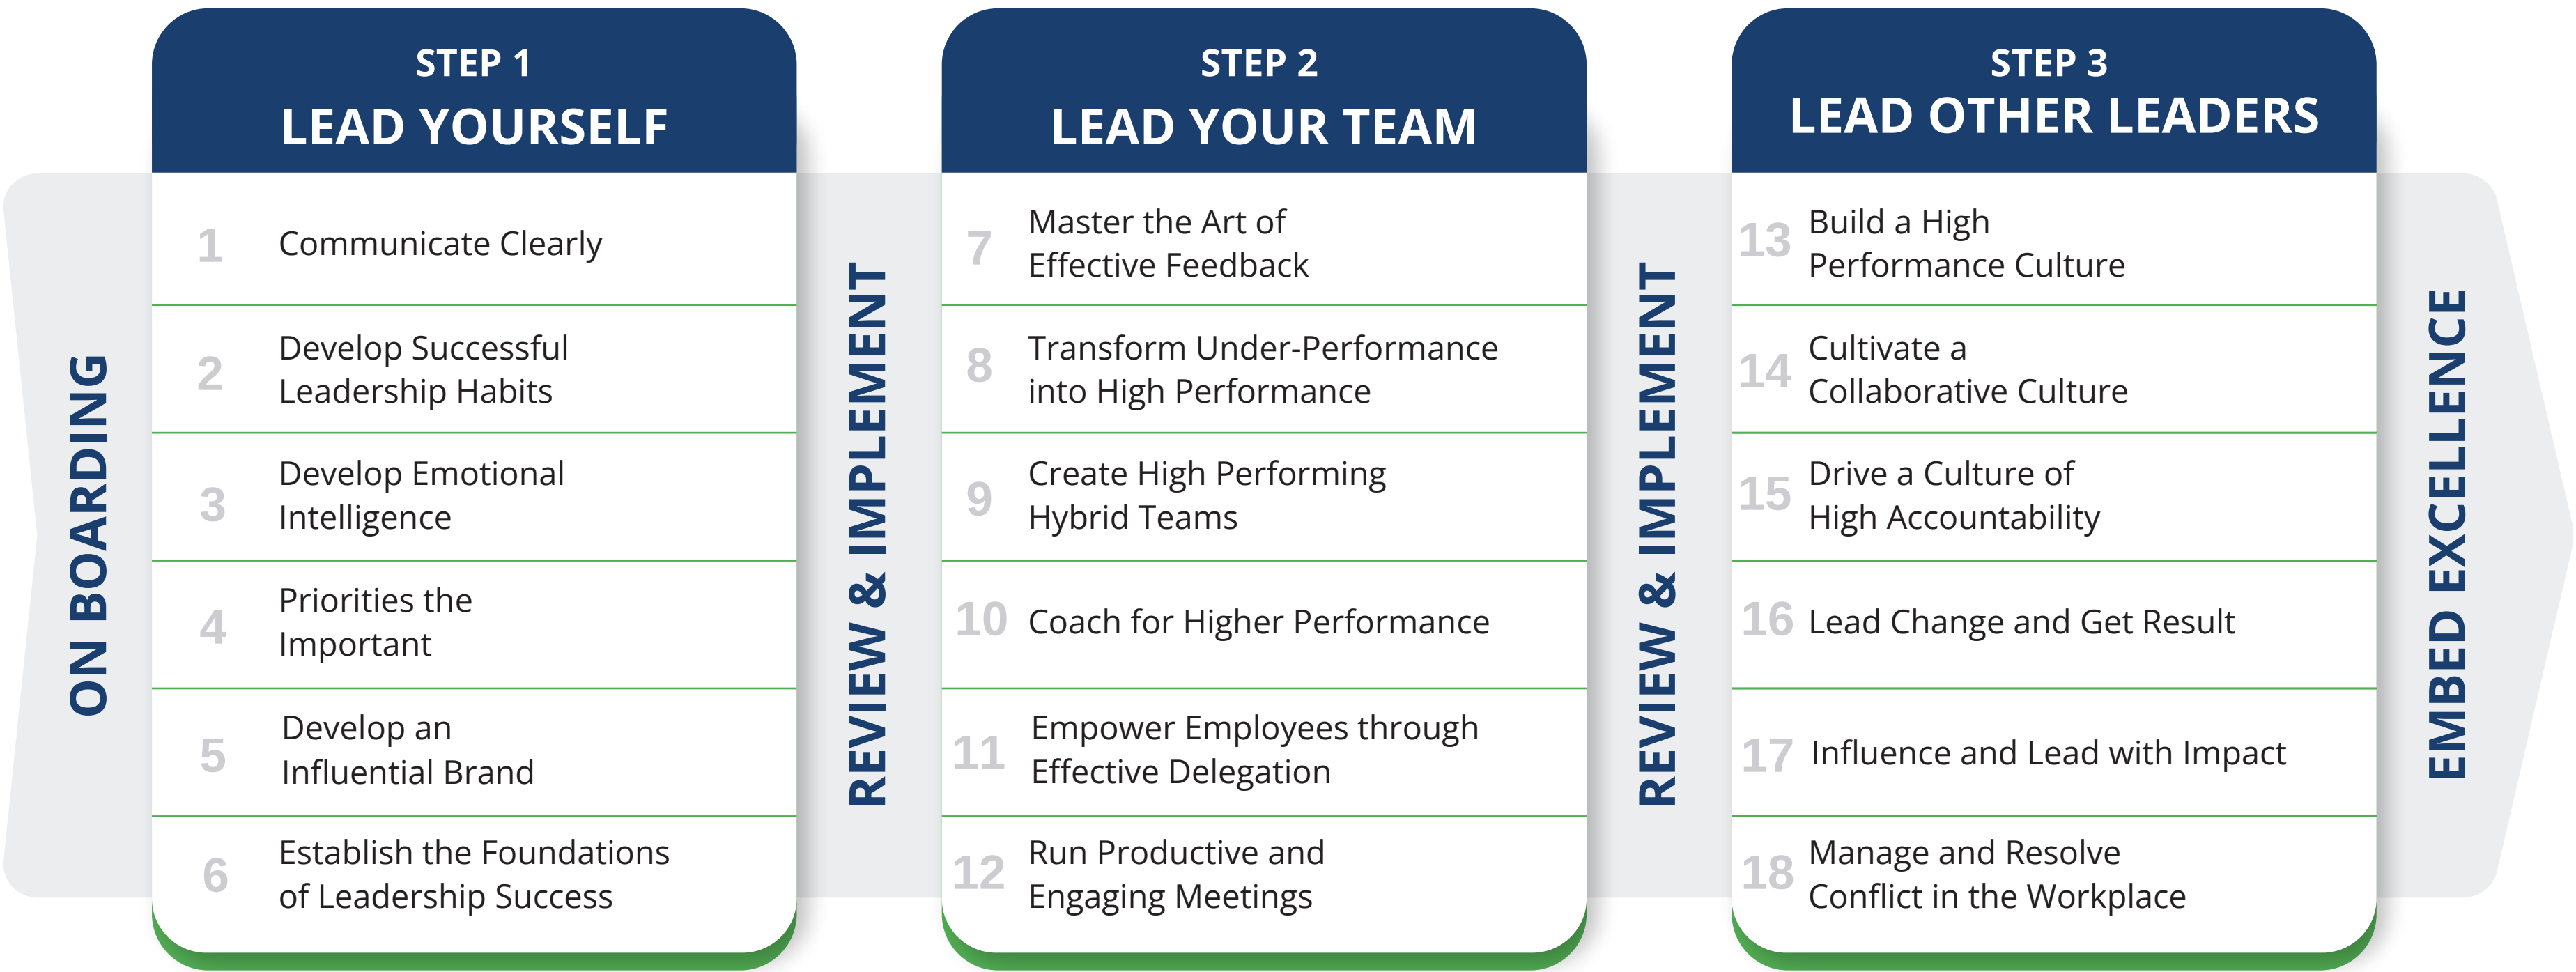 ON BOARDING
STEP 1
LEAD YOURSELF
1
Communicate Clearly
2
Develop Successful
Leadership Habits
3
Develop Emotional
Intelligence
4
Priorities the
Important
5
Develop an
Influential Brand
6
Establish the Foundations
of Leadership Success
REVIEW & IMPLEMENT
STEP 2
LEAD YOUR TEAM
7
Master the Art of
Effective Feedback
8
Transform Under-Performance
into High Performance
9
Create High Performing
Hybrid Teams
10
Coach for Higher Performance
11
Empower Employees through
Effective Delegation
12
Run Productive and
Engaging Meetings
REVIEW & IMPLEMENT
STEP 3
LEAD OTHER LEADERS
13
Build a High
Performance Culture
14
Cultivate a
Collaborative Culture
15
Drive a Culture of
High Accountability
16
Lead Change and Get Result
17
Influence and Lead with Impact
18
Manage and Resolve
Conflict in the Workplace
EMBED EXCELLENCE